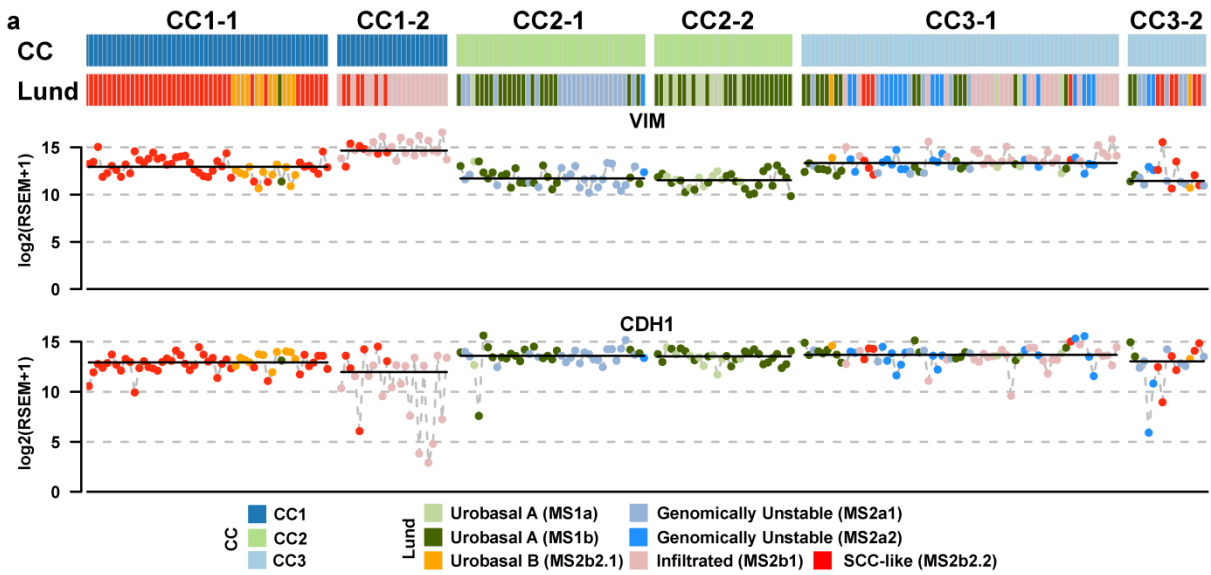 a
CC1-1 CC1-2 CC2-1 CC2-2 CC3-1 CC3-2
CC
Lund
VIM
log2(RSEM+1)
15
10
5
0
CDH1
log2(RSEM+1)
15
10
5
0
CC
CC1
CC2
CC3
Lund
Urobasal A (MS1a) Genomically Unstable (MS2a1)
Urobasal A (MS1b) Genomically Unstable (MS2a2)
Urobasal B (MS2b2.1) Infiltrated (MS2b1) SCC-like (MS2b2.2)